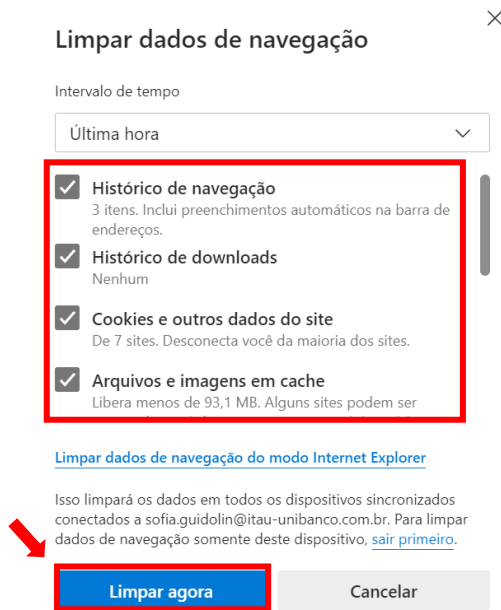 Limpar dados de navegação
Intervalo de tempo
Última hora
Histórico de navegação
3 itens. Inclui preenchimentos automáticos na barra de
endereços.
Histórico de downloads
Nenhum
Cookies e outros dados do site
De 7 sites. Desconecta você da maioria dos sites.
Arquivos e imagens em cache
Libera menos de 93,1 MB. Alguns sites podem ser
Limpar dados de navegação do modo Internet Explorer
Isso limpará os dados em todos os dispositivos sincronizados
conectados a sofia.guidolin@itau-unibanco.com.br. Para limpar
dados de navegação somente deste dispositivo, sair primeiro.
Limpar agora
Cancelar